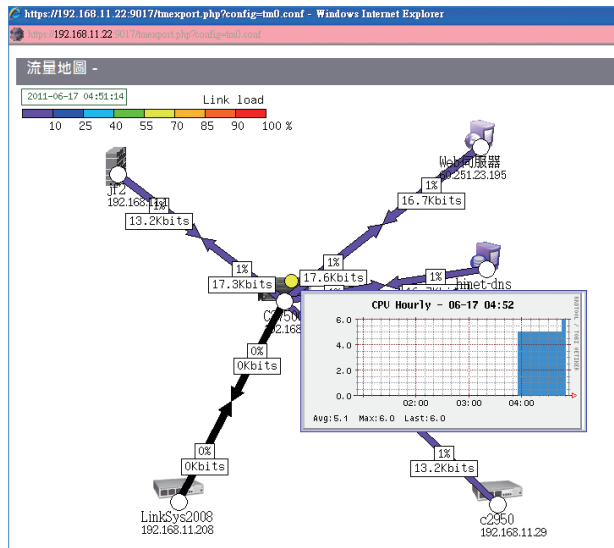 https://192.168.11.22:9017/tmexport.php?config=tm0.conf - Windows Internet Explorer
https://192.168.11.22:9017/tmexport.php?config=tm0.conf
流量地圖 -
2011-06-17 04:51:14
Link load
10 25 40 55 70 85 90 100 %
Web伺服器
60.251.23.195
jr2
192.168.11.1
1%
16.7Kbits
1%
13.2Kbits
1%
17.3Kbits
1%
17.6Kbits
1%
hinet-dns
192.168
CPU Hourly - 06-17 04:52
RRDTOOL / TOBI OETIKER
6.0
4.0
2.0
0.0
02:00 03:00 04:00
Avg:5.1 Max:6.0 Last:6.0
0%
0Kbits
0%
0Kbits
1%
13.2Kbits
LinkSys2008
192.168.11.208
c2950
192.168.11.29